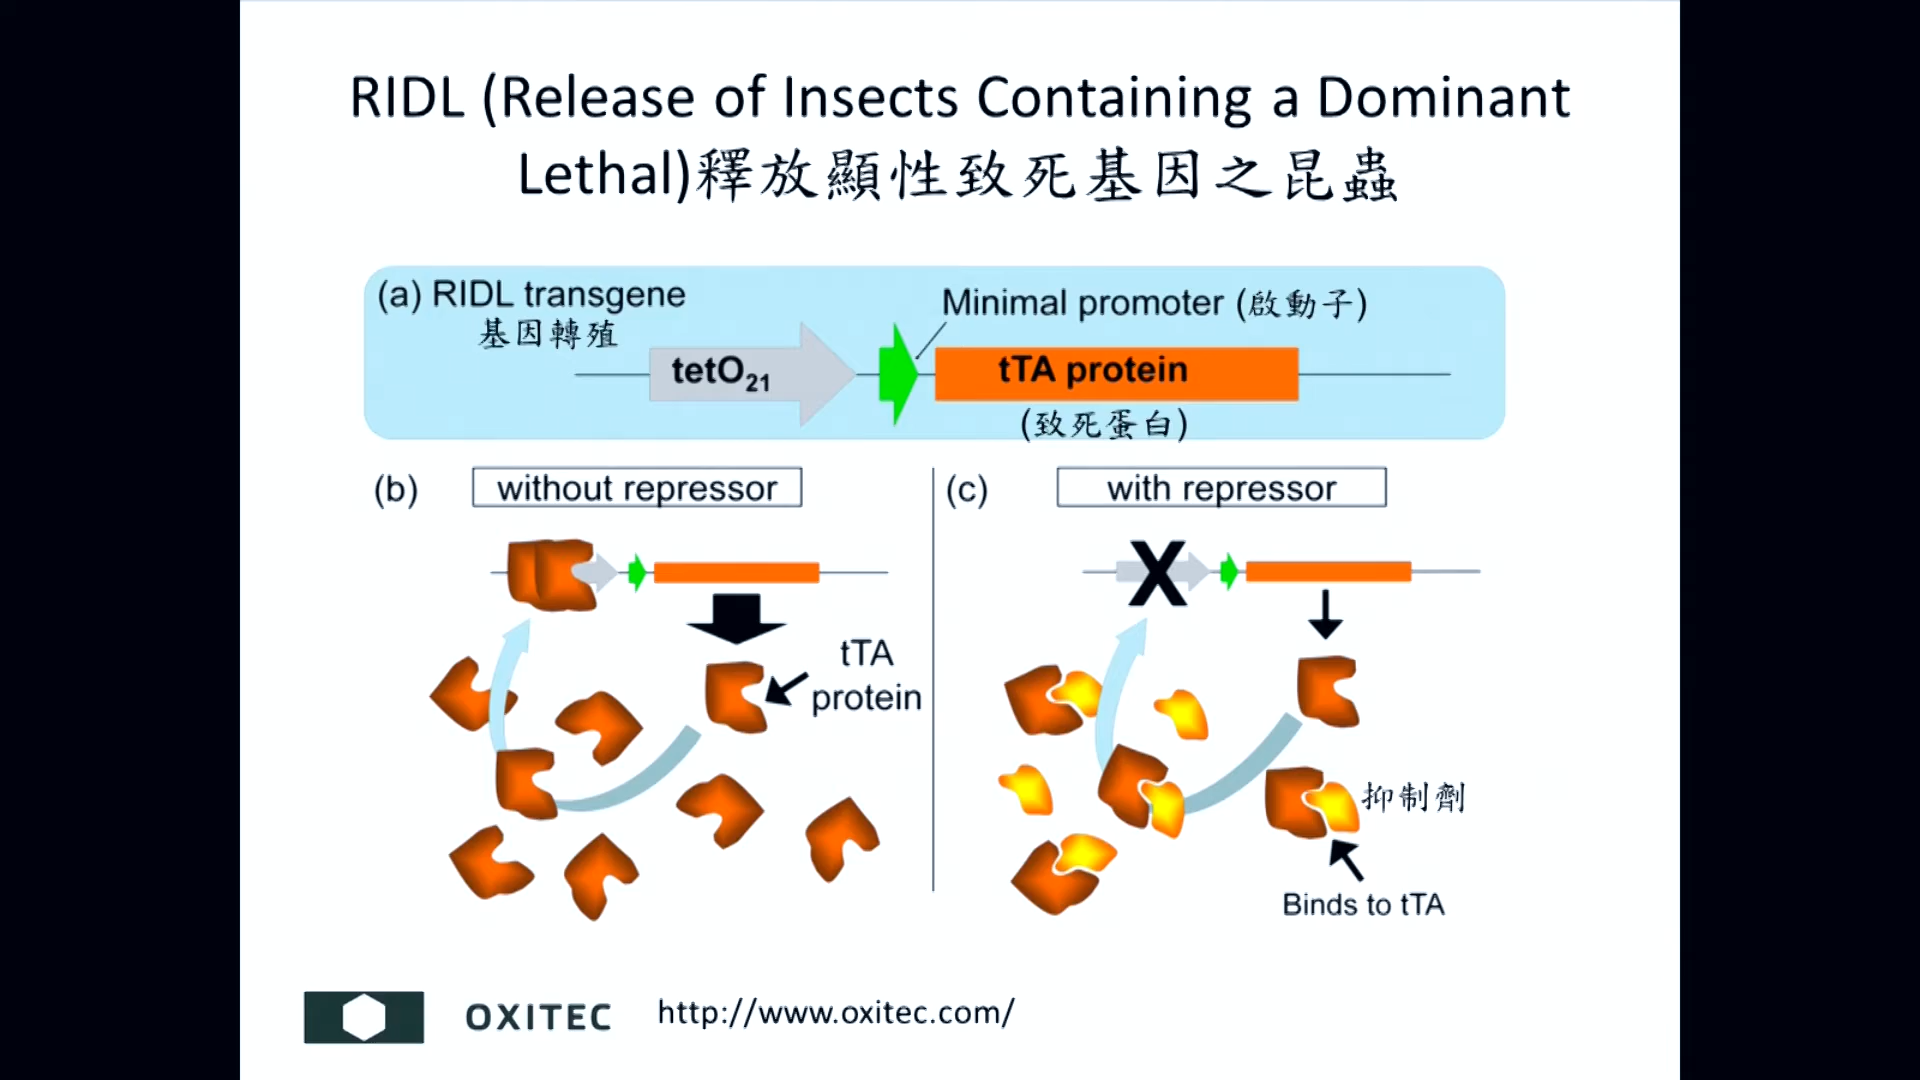 RIDL (Release of Insects Containing a Dominant
Lethal)釋放顯性致死基因之昆蟲
(a) RIDL transgene
基因轉殖
Minimal promoter (啟動子)
tetO21
tTA protein
(致死蛋白)
(b) without repressor
tTA
protein
(c) with repressor
X
抑制劑
Binds to tTA
OXITEC http://www.oxitec.com/